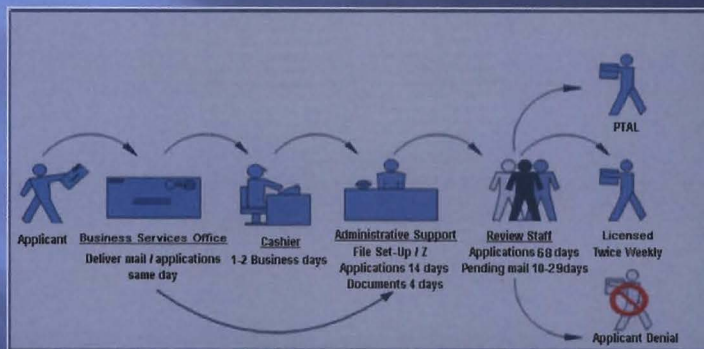 PTAL
Applicant
Business Services Office
Deliver mail / applications
same day
Cashier
1-2 Business days
Administrative Support
File Set-Up / Z
Applications 14 days
Documents 4 days
Review Staff
Applications 68 days
Pending mail 10-29days
Licensed
Twice Weekly
Applicant Denial